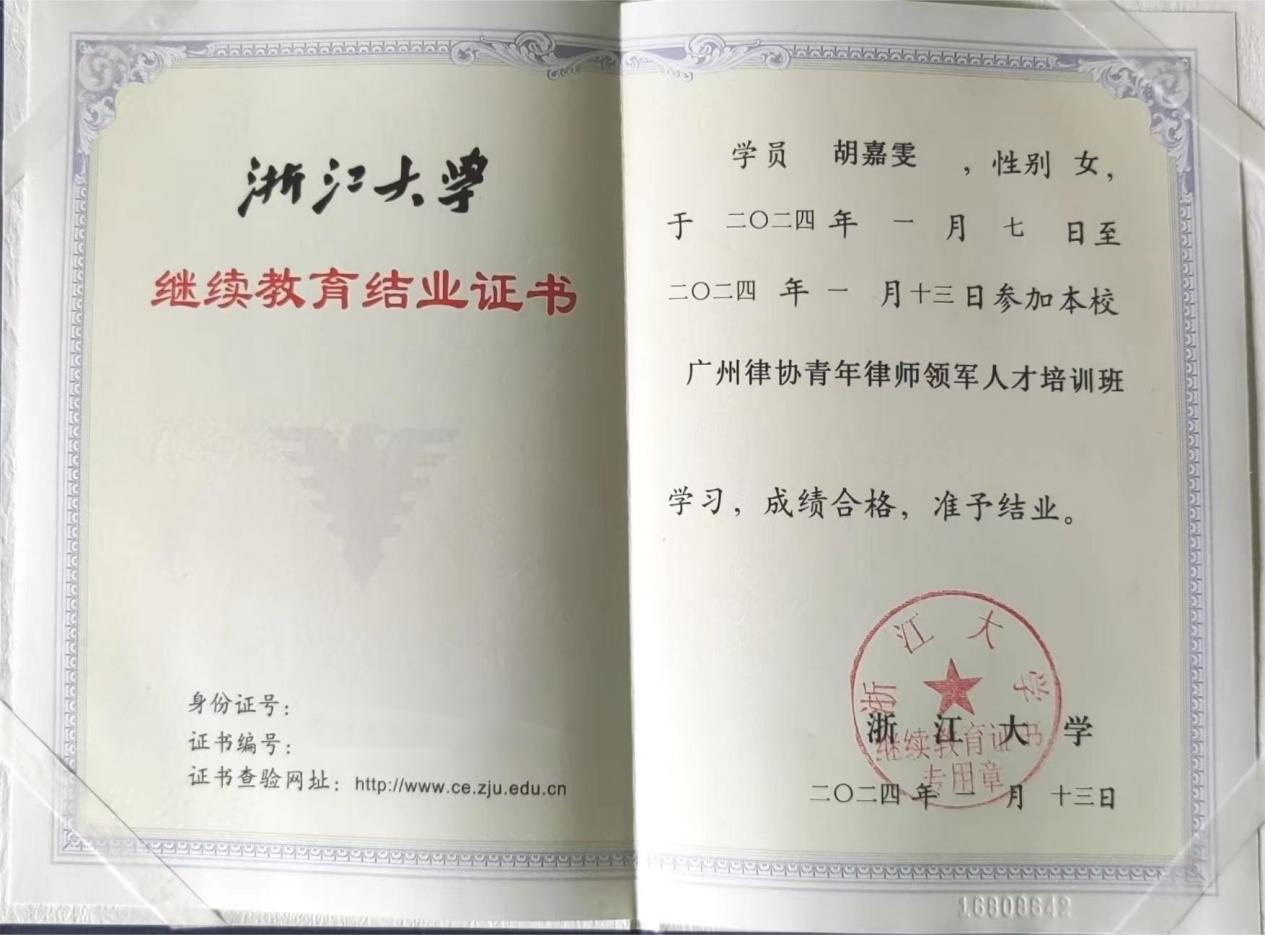 浙江大学
继续教育结业证书
身份证号：
证书编号：
证书查验网址：http://www.ce.zju.edu.cn
学员 胡嘉雯 ，性别 女，
于 二〇二四 年 一 月 七 日至
二〇二四 年 一 月 十三 日参加本校
广州律协青年律师领军人才培训班
学习，成绩合格，准予结业。
浙江大学
继续教育证书
专用章
浙 江 大 学
二〇二四 年 一 月 十三日
16808642